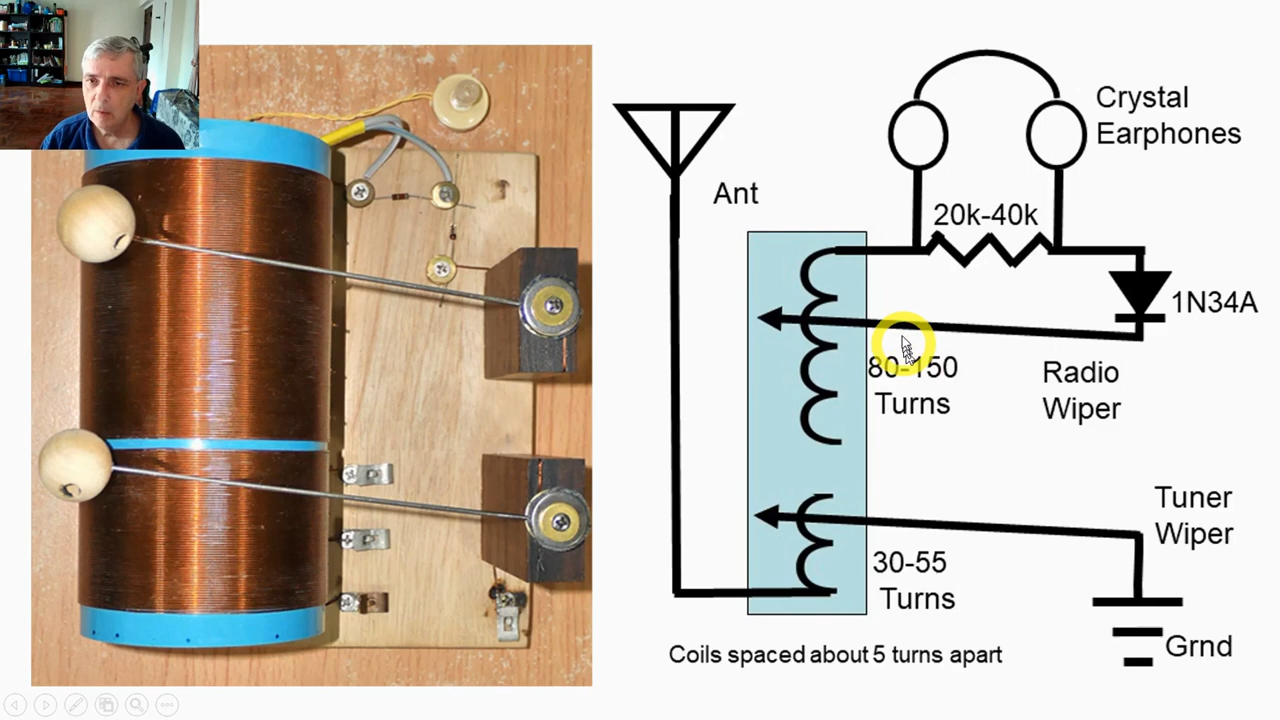 Crystal
Earphones
Ant
20k-40k
1N34A
80-150
Turns
Radio
Wiper
Tuner
Wiper
30-55
Turns
Grnd
Coils spaced about 5 turns apart